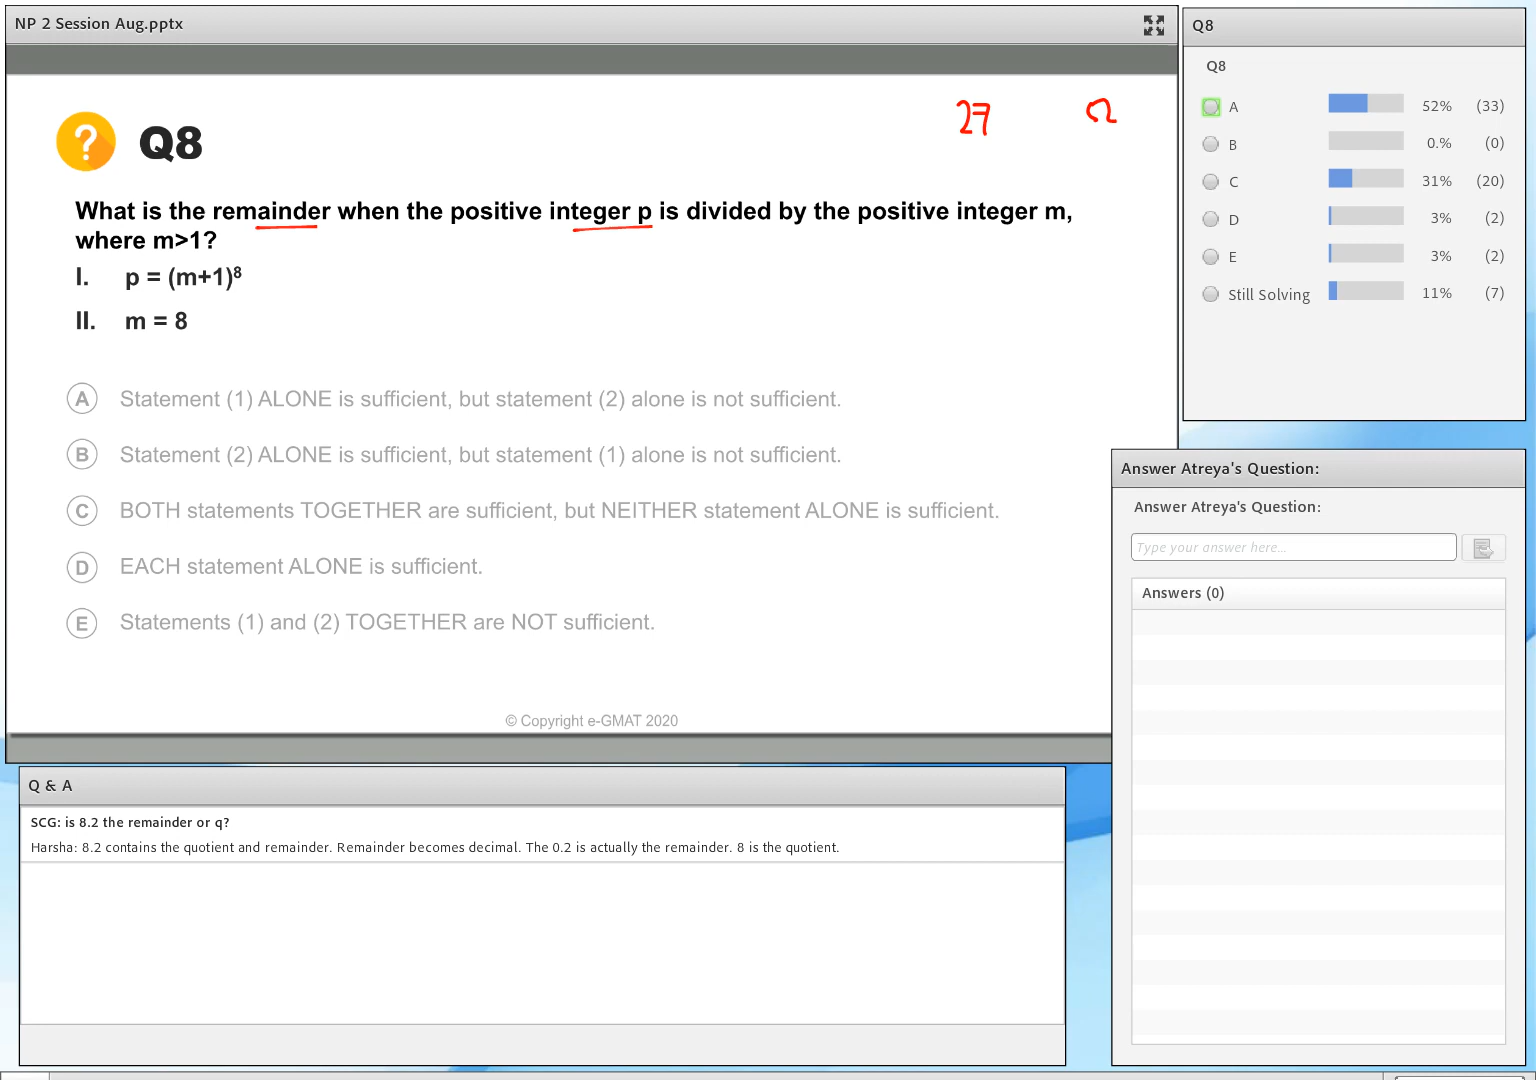 NP 2 Session Aug.pptx
27
Q8
What is the remainder when the positive integer p is divided by the positive integer m,
where m>1?
I. p = (m+1)⁸
II. m = 8
A Statement (1) ALONE is sufficient, but statement (2) alone is not sufficient.
B Statement (2) ALONE is sufficient, but statement (1) alone is not sufficient.
C BOTH statements TOGETHER are sufficient, but NEITHER statement ALONE is sufficient.
D EACH statement ALONE is sufficient.
E Statements (1) and (2) TOGETHER are NOT sufficient.
© Copyright e-GMAT 2020
Q8
Q8
A 52% (33)
B 0.% (0)
C 31% (20)
D 3% (2)
E 3% (2)
Still Solving 11% (7)
Answer Atreya's Question:
Answer Atreya's Question:
Type your answer here...
Answers (0)
Q & A
SCG: is 8.2 the remainder or q?
Harsha: 8.2 contains the quotient and remainder. Remainder becomes decimal. The 0.2 is actually the remainder. 8 is the quotient.